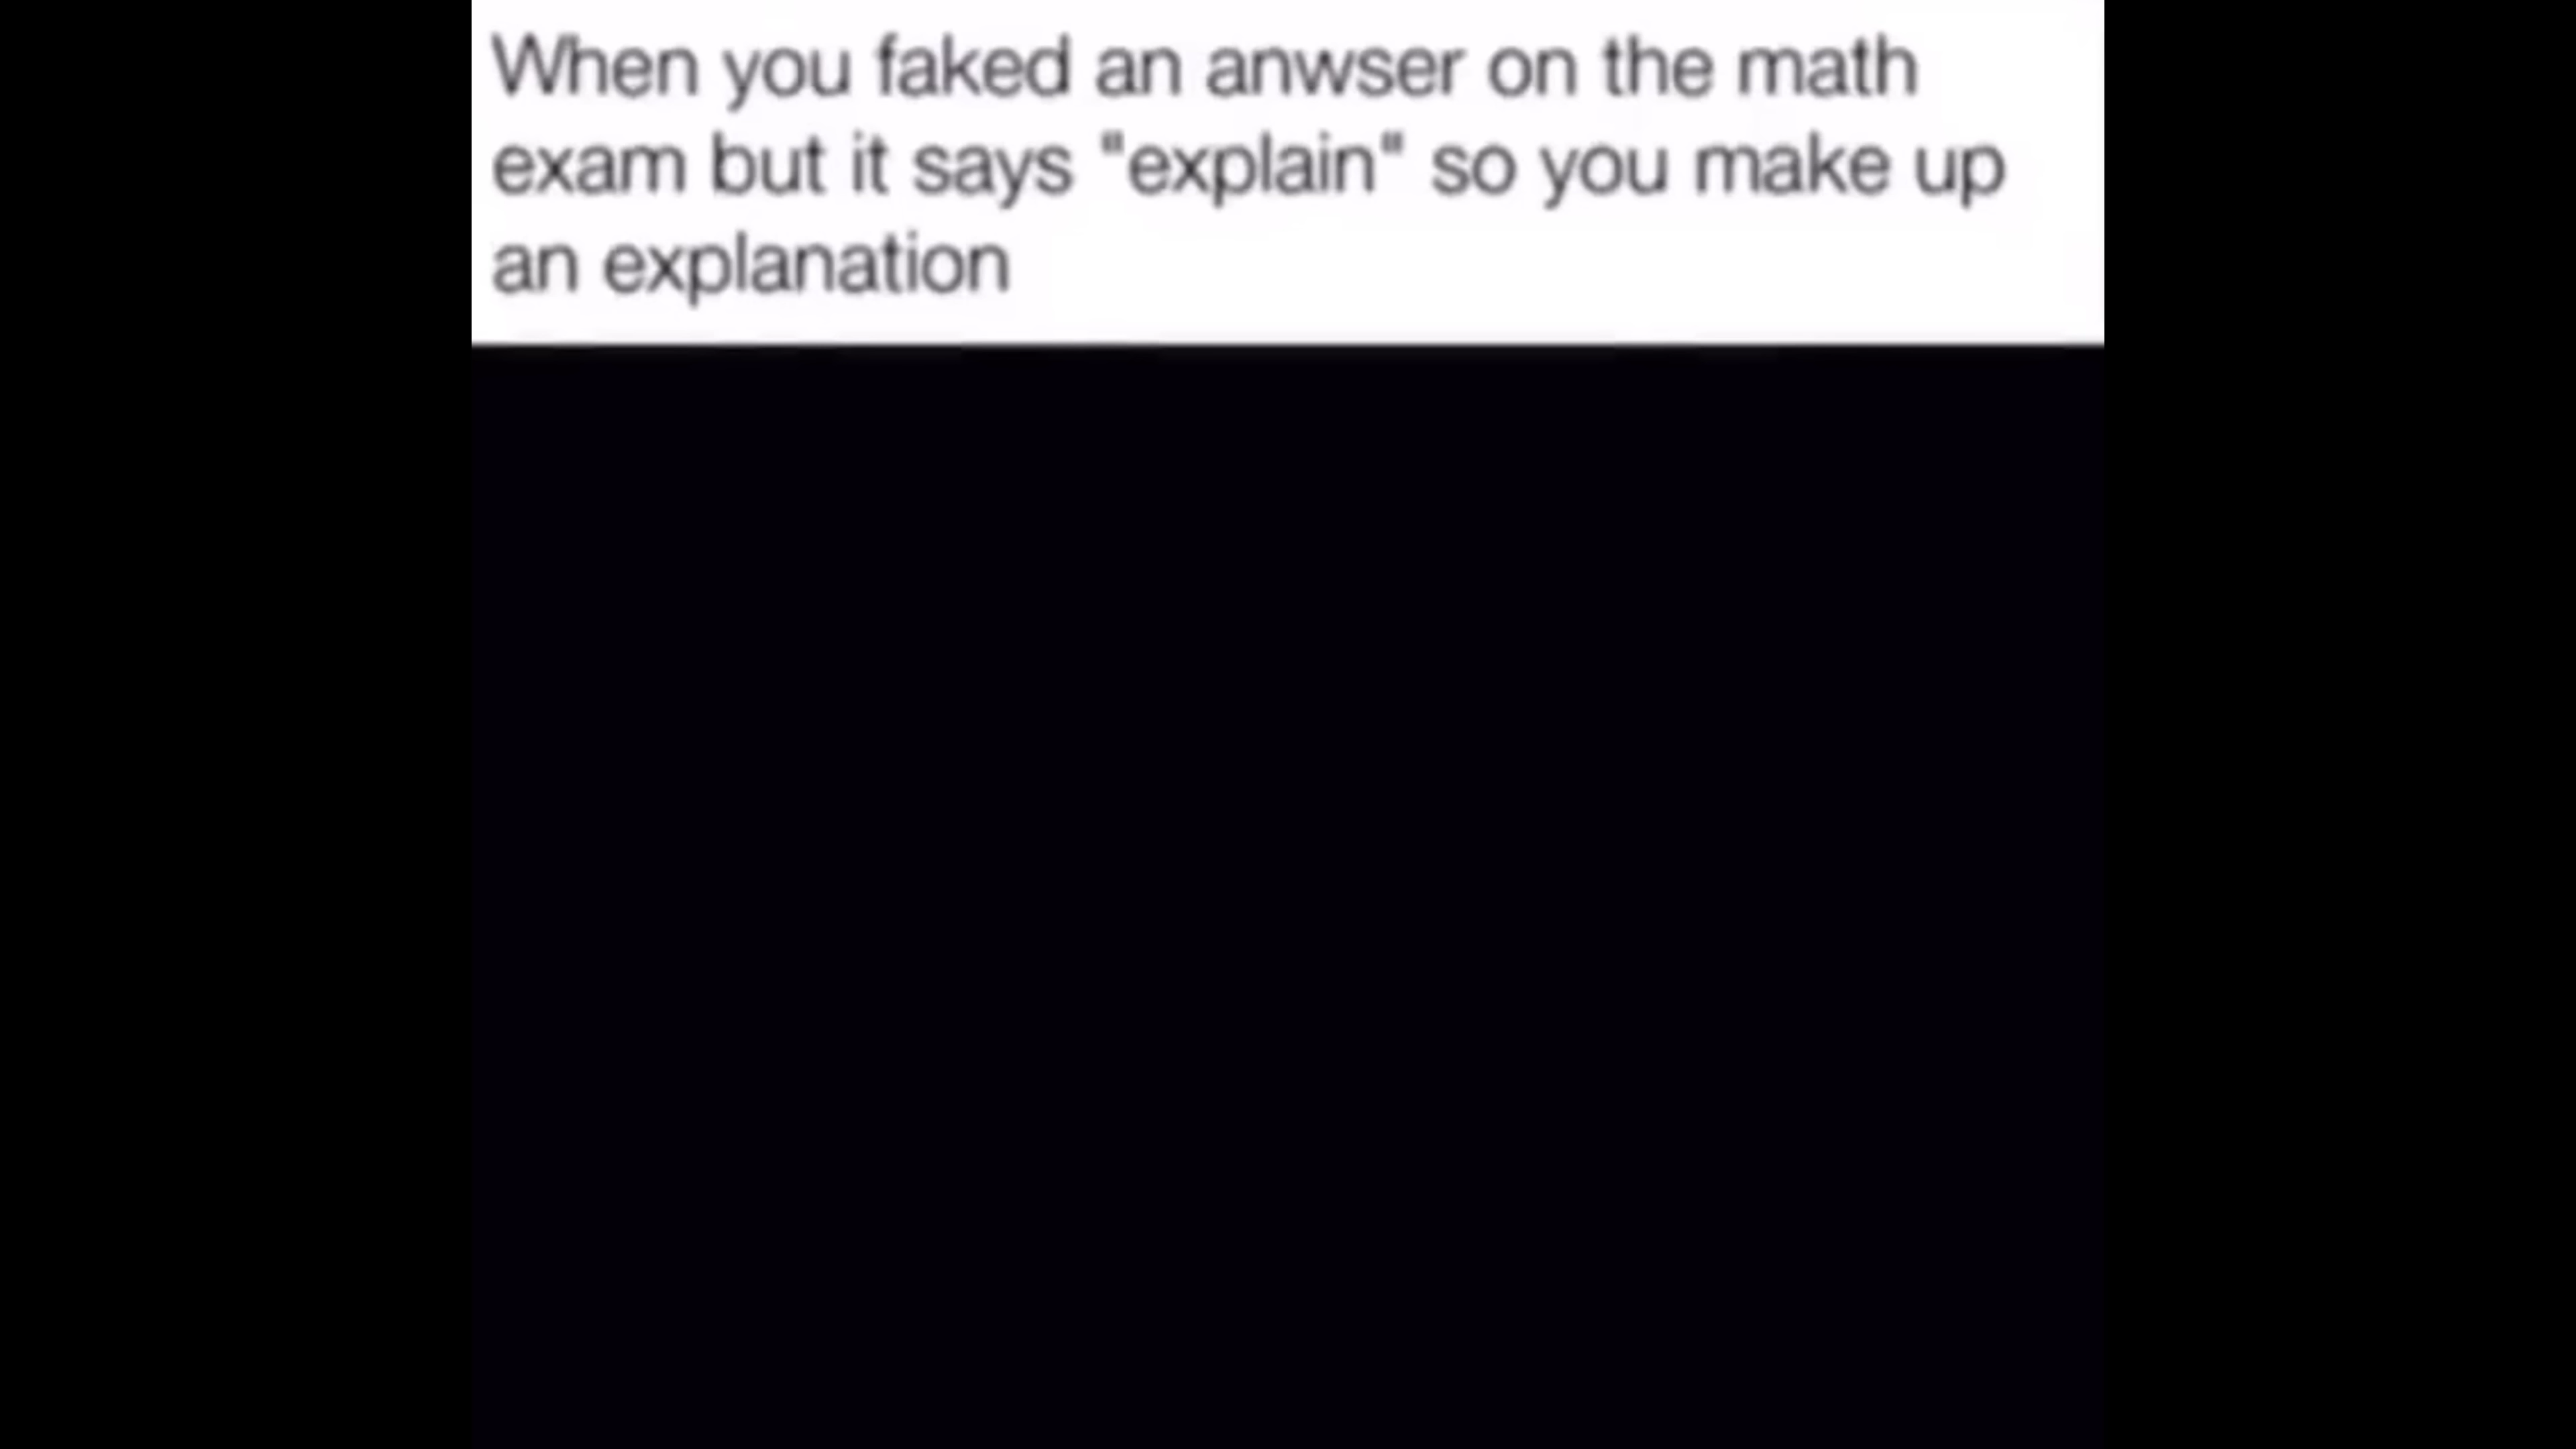 When you faked an anwser on the math
exam but it says "explain" so you make up
an explanation